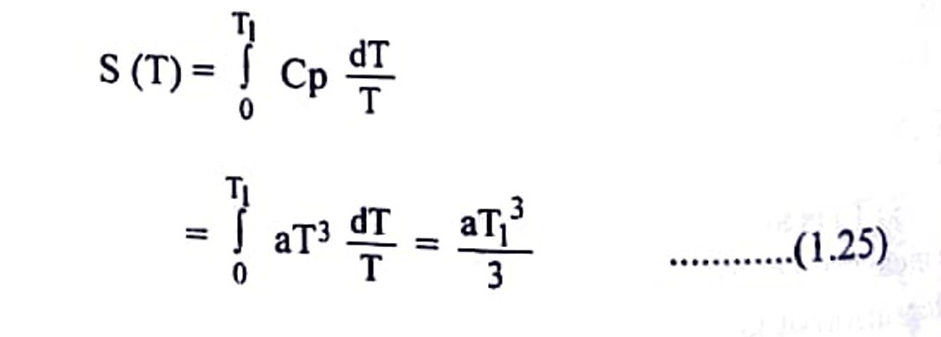 S (T) = ∫₀^T₁ Cp dT/T
= ∫₀^T₁ aT³ dT/T = aT₁³/3 ............(1.25)